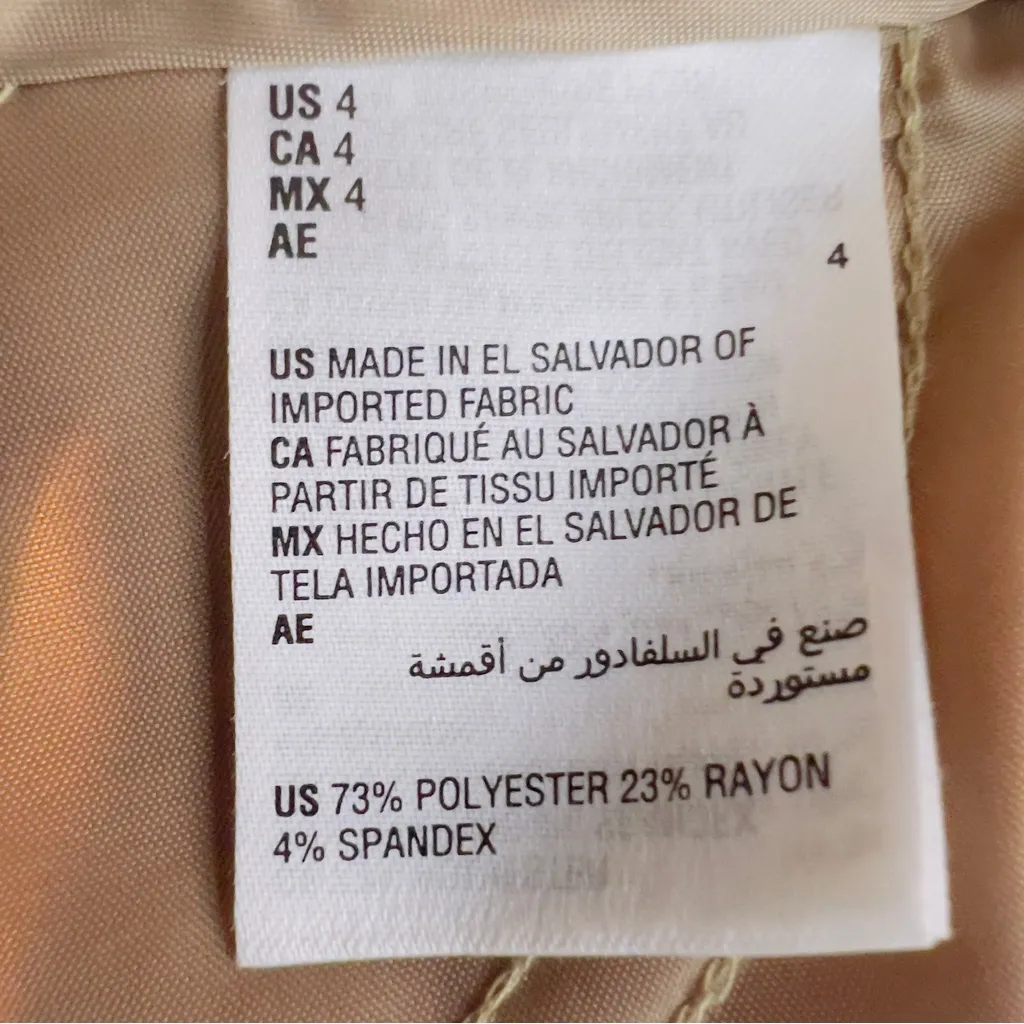 US 4
CA 4
MX 4
AE
4
US MADE IN EL SALVADOR OF
IMPORTED FABRIC
CA FABRIQUÉ AU SALVADOR À
PARTIR DE TISSU IMPORTÉ
MX HECHO EN EL SALVADOR DE
TELA IMPORTADA
AE
صنع في السلفادور من أقمشة
مستوردة
US 73% POLYESTER 23% RAYON
4% SPANDEX